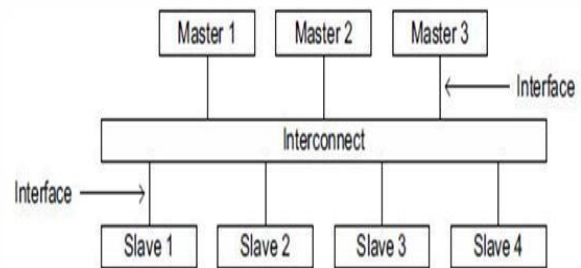 Master 1 Master 2 Master 3
Interface
Interconnect
Interface
Slave 1 Slave 2 Slave 3 Slave 4